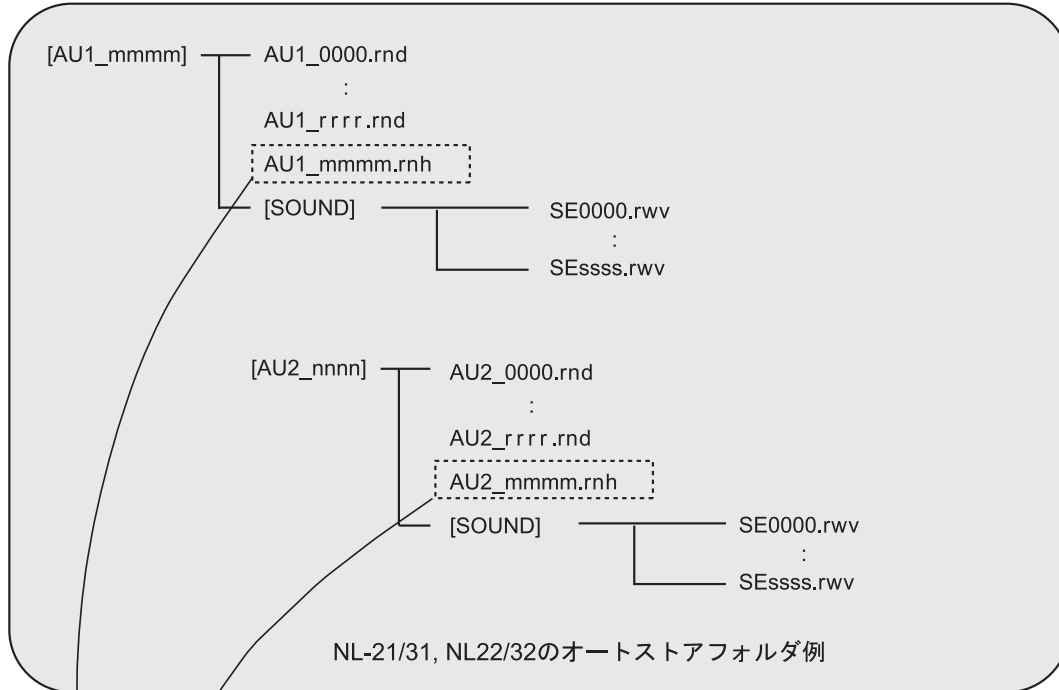 [AU1_mmmm]
AU1_0000.rnd
:
AU1_rrrr.rnd
AU1_mmmm.rnh
[SOUND]
SE0000.rwv
:
SEssss.rwv
[AU2_nnnn]
AU2_0000.rnd
:
AU2_rrrr.rnd
AU2_mmmm.rnh
[SOUND]
SE0000.rwv
:
SEssss.rwv
NL-21/31, NL22/32のオートストアフォルダ例